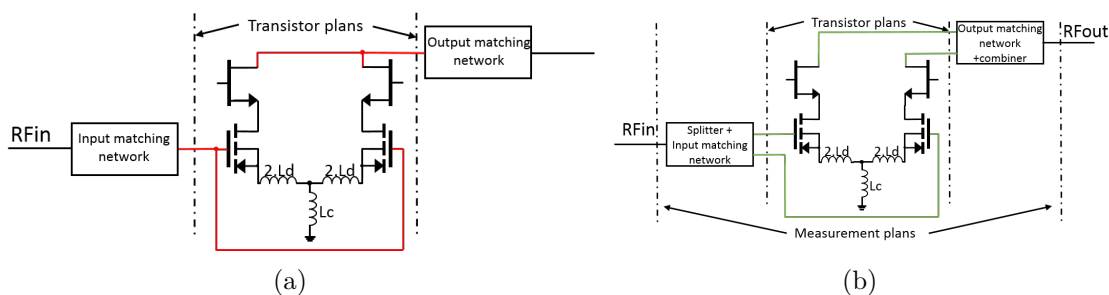 Transistor plans
Output matching
network
RFin
Input matching
network
2.Ld
2.Ld
Lc
(a)
Transistor plans
Output matching
network
+combiner
RFout
RFin
Splitter +
Input matching
network
2.Ld
2.Ld
Lc
Measurement plans
(b)